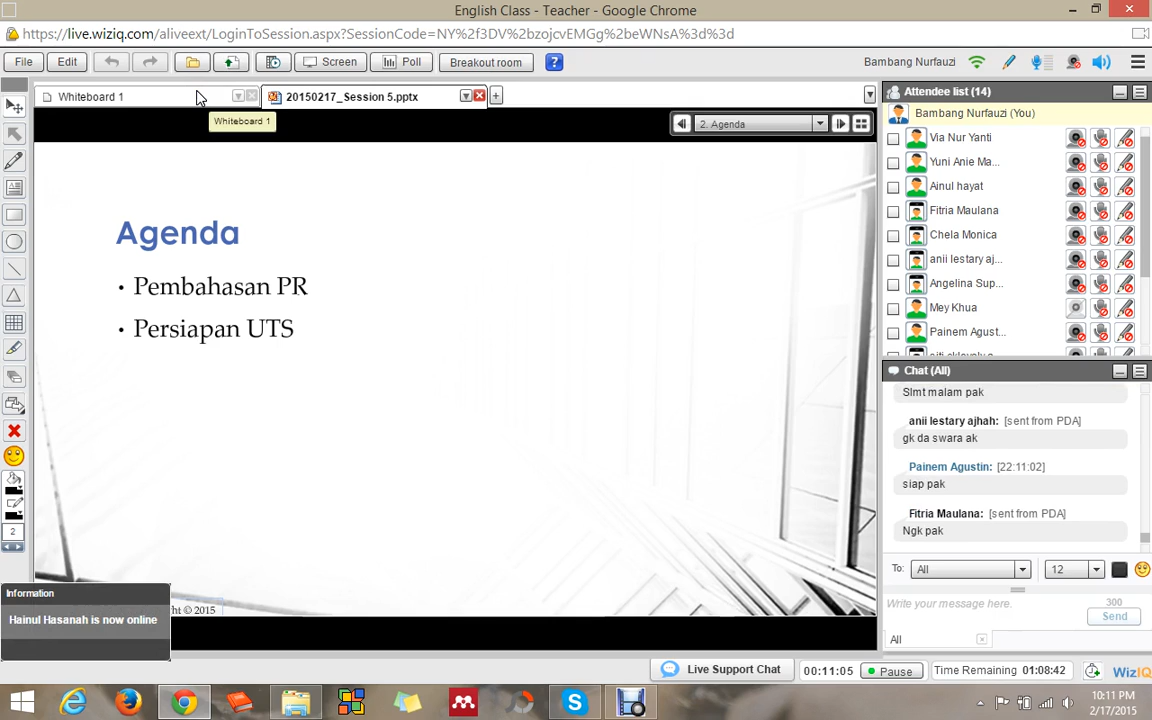 English Class - Teacher - Google Chrome
https://live.wiziq.com/aliveext/LoginToSession.aspx?SessionCode=NY%2f3DV%2bzojcvEMGg%2beWNsA%3d%3d
File Edit Screen Poll Breakout room ? Bambang Nurfauzi
Whiteboard 1 20150217_Session 5.pptx
Whiteboard 1
2. Agenda
Agenda
• Pembahasan PR
• Persiapan UTS
ht © 2015
2
Information
Hainul Hasanah is now online
Attendee list (14)
Bambang Nurfauzi (You)
Via Nur Yanti
Yuni Anie Ma...
Ainul hayat
Fitria Maulana
Chela Monica
anii lestary aj...
Angelina Sup...
Mey Khua
Painem Agust...
Chat (All)
Slmt malam pak
anii lestary ajhah: [sent from PDA]
gk da swara ak
Painem Agustin: [22:11:02]
siap pak
Fitria Maulana: [sent from PDA]
Ngk pak
To: All 12
Write your message here. 300
Send
All
Live Support Chat 00:11:05 Pause Time Remaining 01:08:42 WizIQ
10:11 PM
2/17/2015